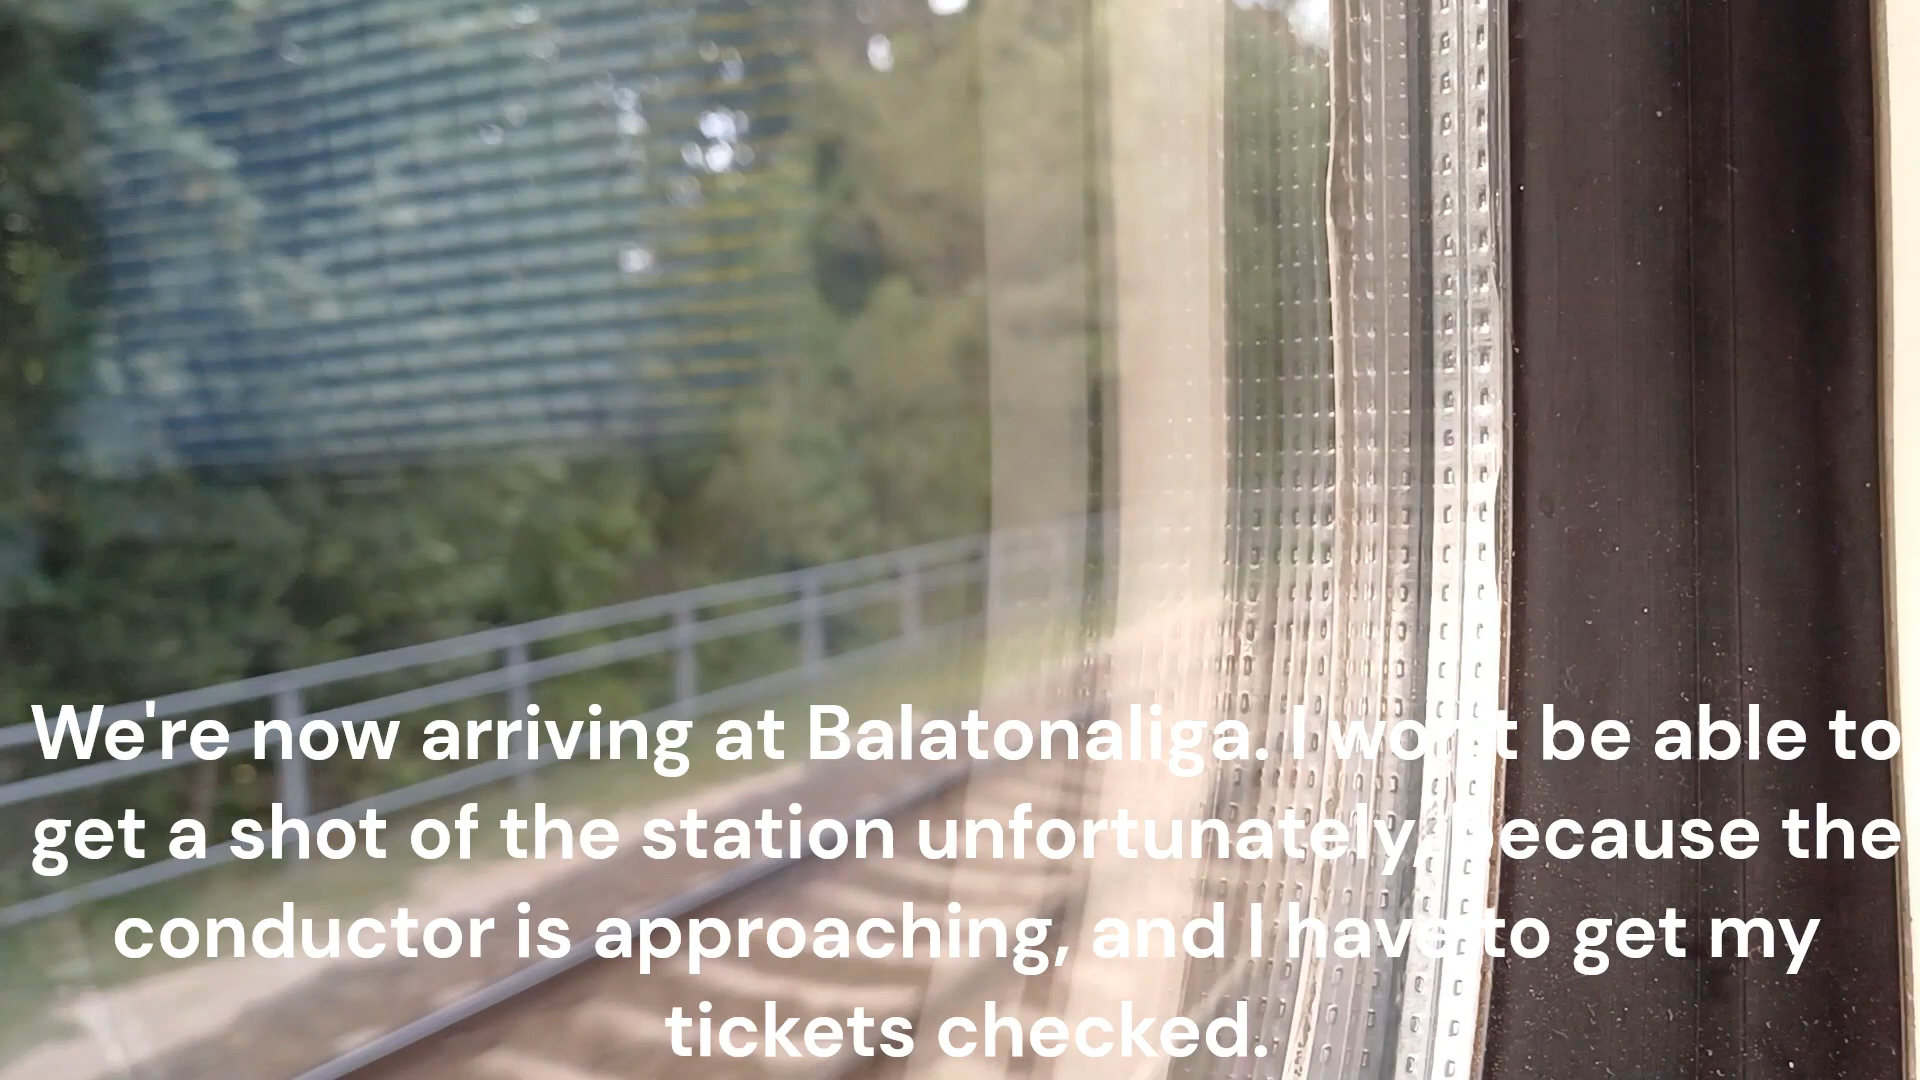 We're now arriving at Balatonaliga. I won't be able to
get a shot of the station unfortunately, because the
conductor is approaching, and I have to get my
tickets checked.